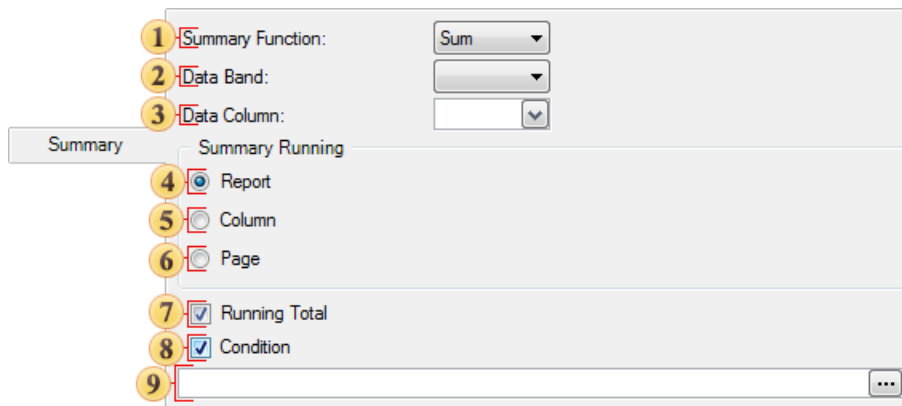 1 Summary Function: Sum
2 Data Band:
3 Data Column:
Summary
Summary Running
4 Report
5 Column
6 Page
7 Running Total
8 Condition
9 ...